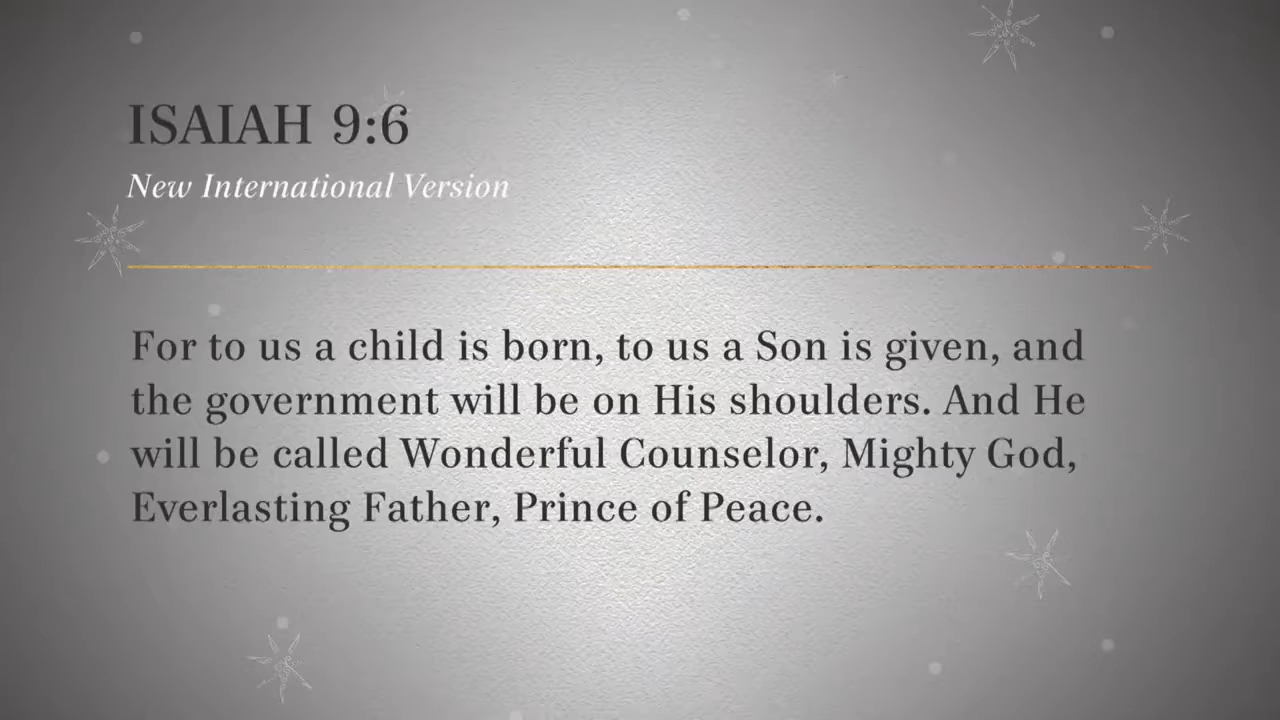 ISAIAH 9:6
New International Version
For to us a child is born, to us a Son is given, and
the government will be on His shoulders. And He
will be called Wonderful Counselor, Mighty God,
Everlasting Father, Prince of Peace.